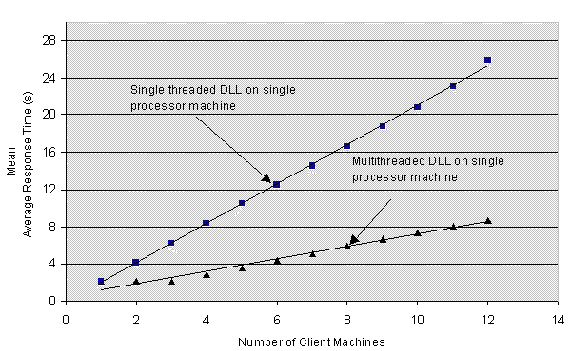 28
24
20
16
12
8
4
0
Mean
Average Response Time (s)
Single threaded DLL on single
processor machine
Multithreaded DLL on single
processor machine
0 2 4 6 8 10 12 14
Number of Client Machines